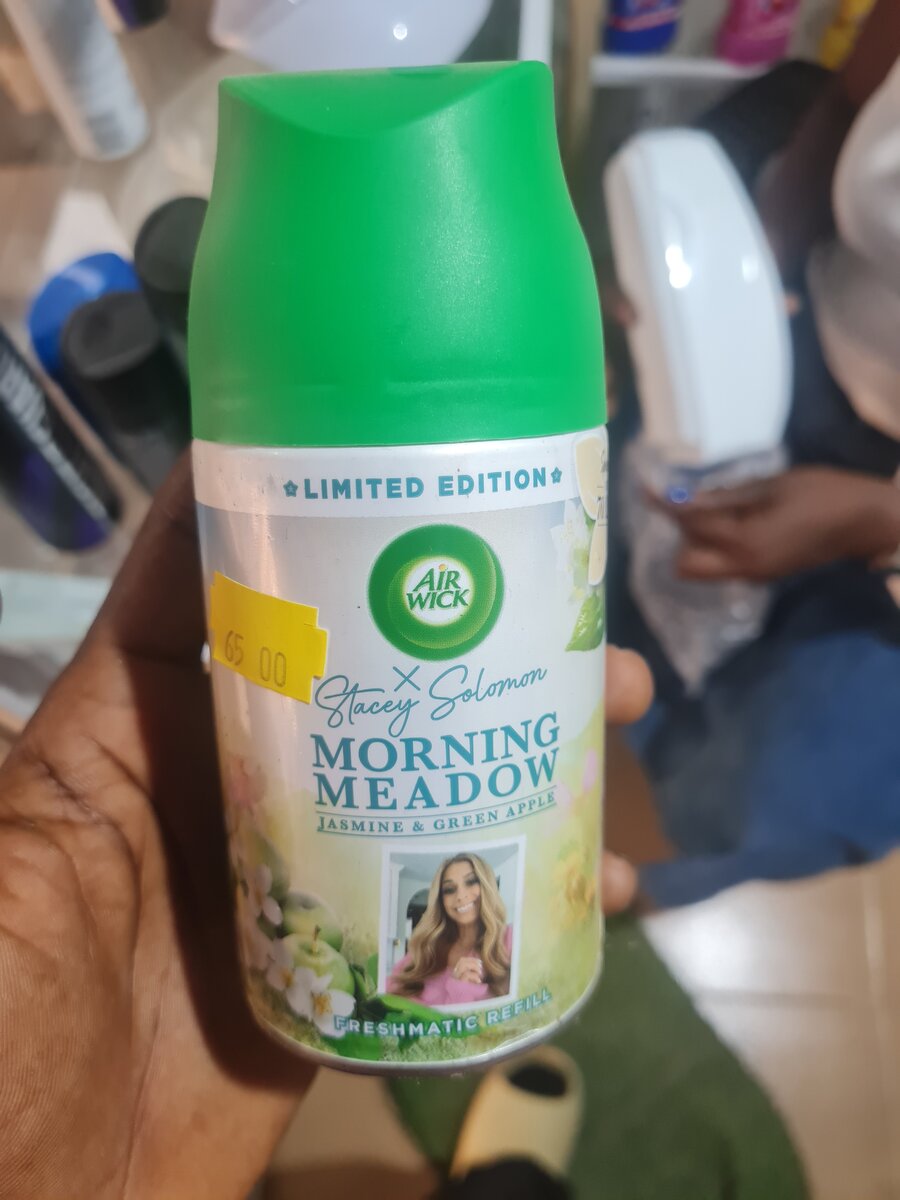 LIMITED EDITION
AIR
WICK
65 00
X
Stacey Solomon
MORNING
MEADOW
JASMINE & GREEN APPLE
FRESHMATIC REFILL